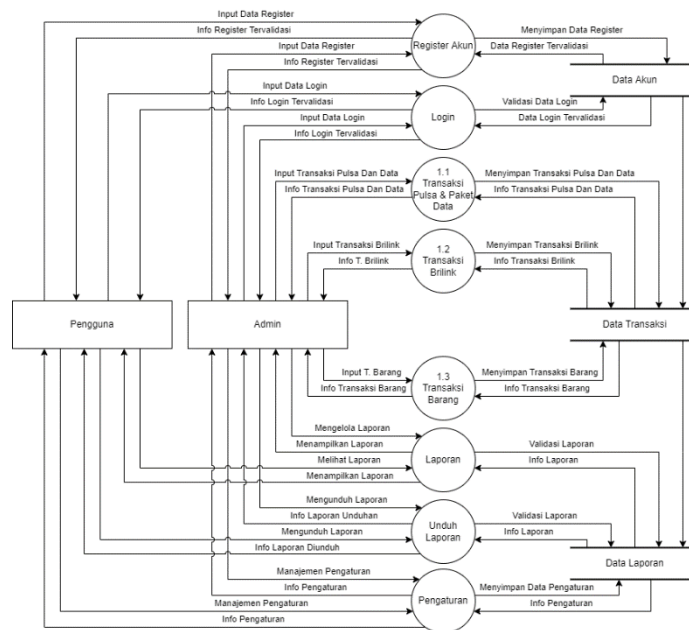 Input Data Register
Info Register Tervalidasi
Input Data Register
Info Register Tervalidasi
Register Akun
Menyimpan Data Register
Data Register Tervalidasi
Data Akun
Input Data Login
Info Login Tervalidasi
Input Data Login
Info Login Tervalidasi
Login
Validasi Data Login
Data Login Tervalidasi
Input Transaksi Pulsa Dan Data
Info Transaksi Pulsa Dan Data
1.1
Transaksi
Pulsa & Paket
Data
Menyimpan Transaksi Pulsa Dan Data
Info Transaksi Pulsa Dan Data
Input Transaksi Brilink
Info T. Brilink
1.2
Transaksi
Brilink
Menyimpan Transaksi Brilink
Info Transaksi Brilink
Pengguna
Admin
Data Transaksi
Input T. Barang
Info Transaksi Barang
1.3
Transaksi
Barang
Menyimpan Transaksi Barang
Info Transaksi Barang
Mengelola Laporan
Menampilkan Laporan
Melihat Laporan
Menampilkan Laporan
Laporan
Validasi Laporan
Info Laporan
Mengunduh Laporan
Info Laporan Unduhan
Mengunduh Laporan
Info Laporan Diunduh
Unduh
Laporan
Validasi Laporan
Info Laporan
Data Laporan
Manajemen Pengaturan
Info Pengaturan
Manajemen Pengaturan
Info Pengaturan
Pengaturan
Menyimpan Data Pengaturan
Info Pengaturan